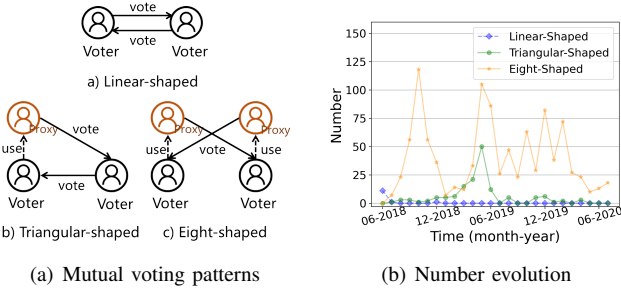 vote
vote
Voter
Voter
a) Linear-shaped
Proxy
vote
use
vote
Voter
Voter
b) Triangular-shaped
Proxy
Proxy
use
vote
use
Voter
Voter
c) Eight-shaped
(a) Mutual voting patterns
Linear-Shaped
Triangular-Shaped
Eight-Shaped
150
125
100
75
50
25
0
Number
06-2018
12-2018
06-2019
12-2019
06-2020
Time (month-year)
(b) Number evolution